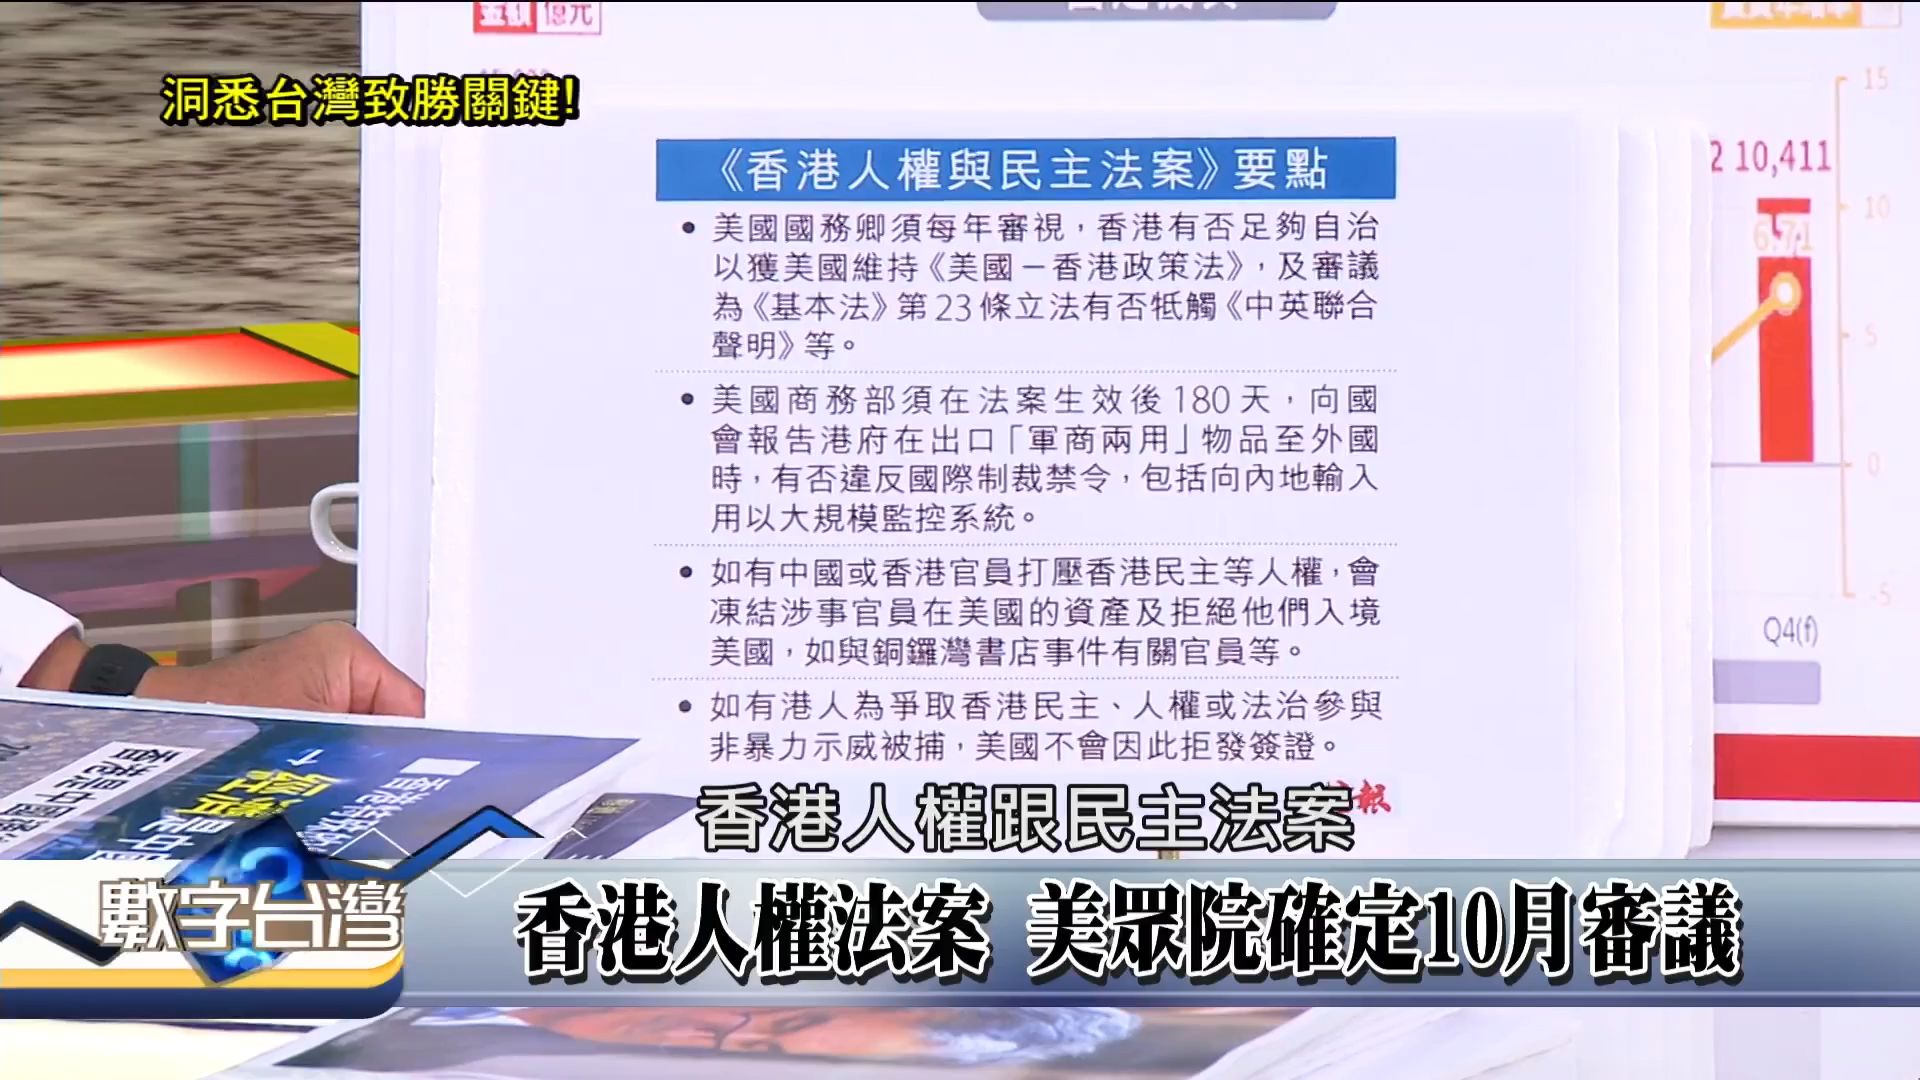 金額 億元
洞悉台灣致勝關鍵!
《香港人權與民主法案》要點
• 美國國務卿須每年審視，香港有否足夠自治
以獲美國維持《美國－香港政策法》，及審議
為《基本法》第23條立法有否牴觸《中英聯合
聲明》等。
• 美國商務部須在法案生效後180天，向國
會報告港府在出口「軍商兩用」物品至外國
時，有否違反國際制裁禁令，包括向內地輸入
用以大規模監控系統。
• 如有中國或香港官員打壓香港民主等人權，會
凍結涉事官員在美國的資產及拒絕他們入境
美國，如與銅鑼灣書店事件有關官員等。
• 如有港人為爭取香港民主、人權或法治參與
非暴力示威被捕，美國不會因此拒發簽證。
報
2 10,411
6.71
15
10
5
0
-5
Q4(f)
香港人權跟民主法案
數字台灣
香港人權法案 美眾院確定10月審議